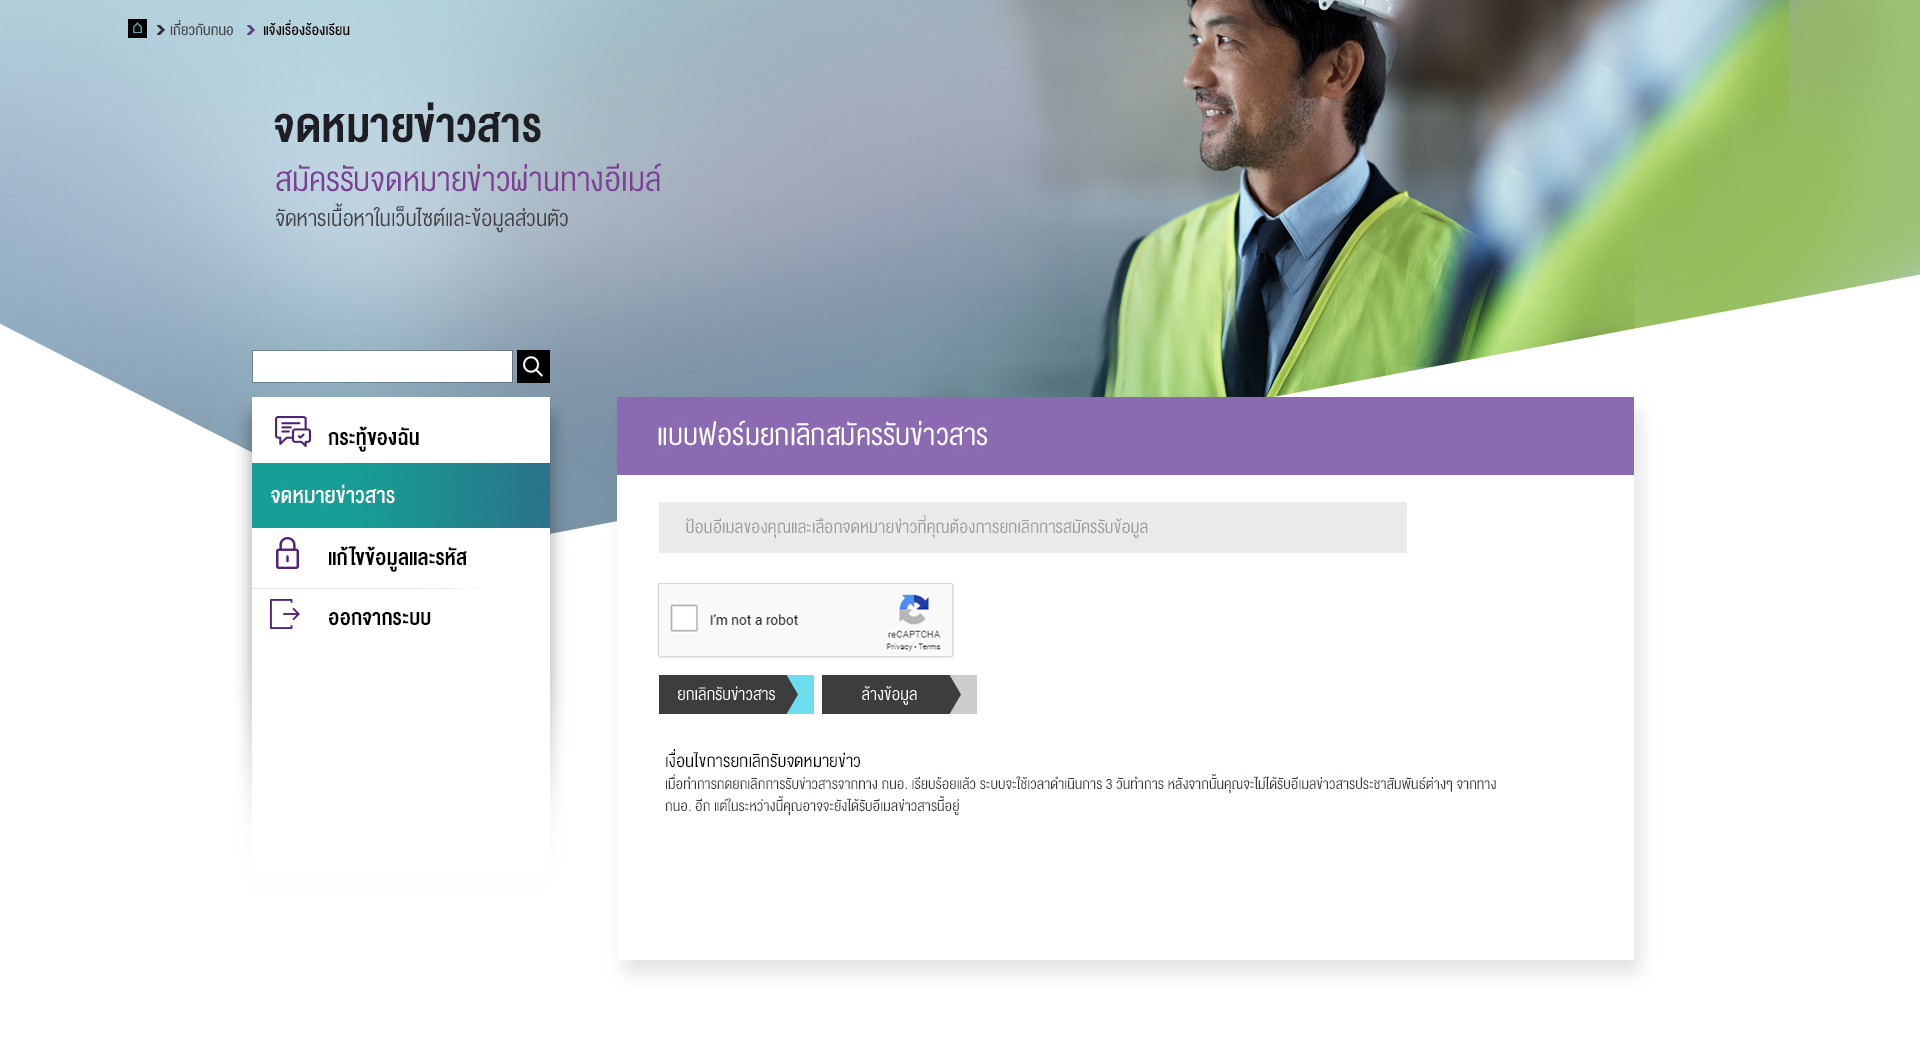 เกี่ยวกับกนอ
แจ้งเรื่องร้องเรียน
จดหมายข่าวสาร
สมัครรับจดหมายข่าวผ่านทางอีเมล์
จัดหารเนื้อหาในเว็บไซต์และข้อมูลส่วนตัว
กระทู้ของฉัน
จดหมายข่าวสาร
แก้ไขข้อมูลและรหัส
ออกจากระบบ
แบบฟอร์มยกเลิกสมัครรับข่าวสาร
ป้อนอีเมลของคุณและเลือกจดหมายข่าวที่คุณต้องการยกเลิกการสมัครรับข้อมูล
I'm not a robot
reCAPTCHA
Privacy • Terms
ยกเลิกรับข่าวสาร
ล้างข้อมูล
เงื่อนไขการยกเลิกรับจดหมายข่าว
เมื่อทำการกดยกเลิกการรับข่าวสารจากทาง กนอ. เรียบร้อยแล้ว ระบบจะใช้เวลาดำเนินการ 3 วันทำการ หลังจากนั้นคุณจะไม่ได้รับอีเมลข่าวสารประชาสัมพันธ์ต่างๆ จากทาง
กนอ. อีก แต่ในระหว่างนี้คุณอาจจะยังได้รับอีเมลข่าวสารนี้อยู่